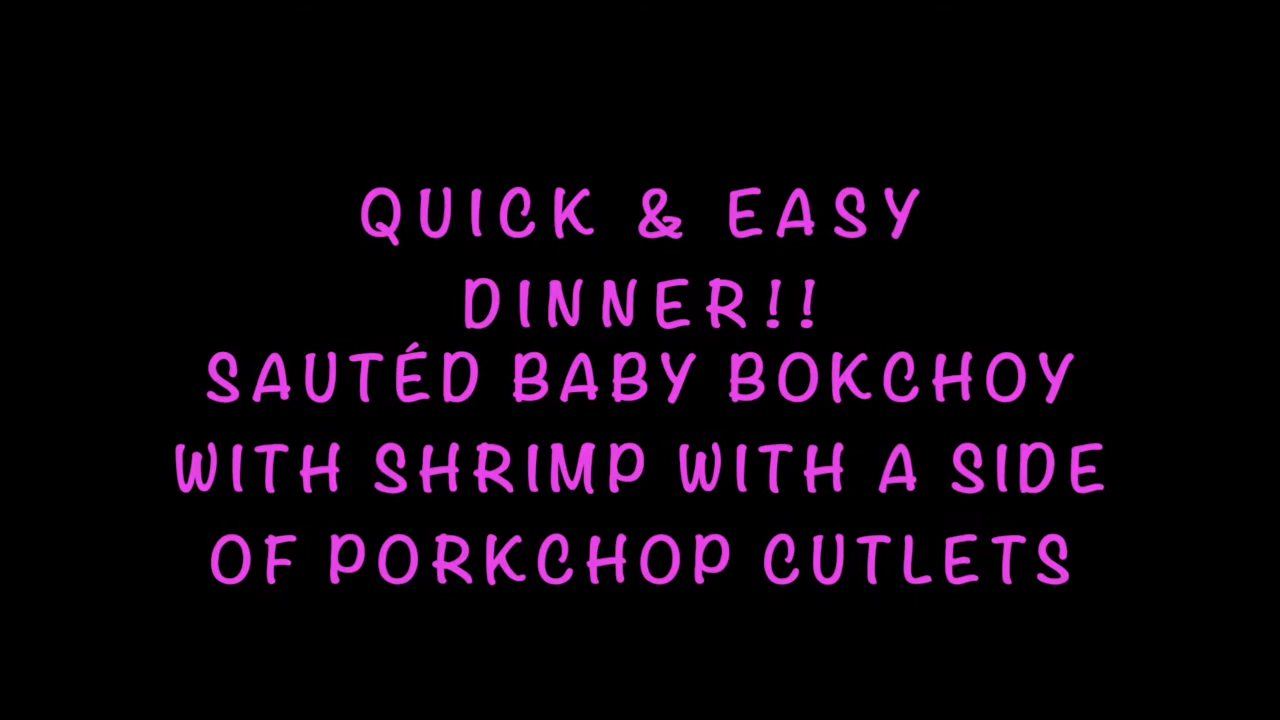 QUICK & EASY
DINNER!!
SAUTÉD BABY BOKCHOY
WITH SHRIMP WITH A SIDE
OF PORKCHOP CUTLETS